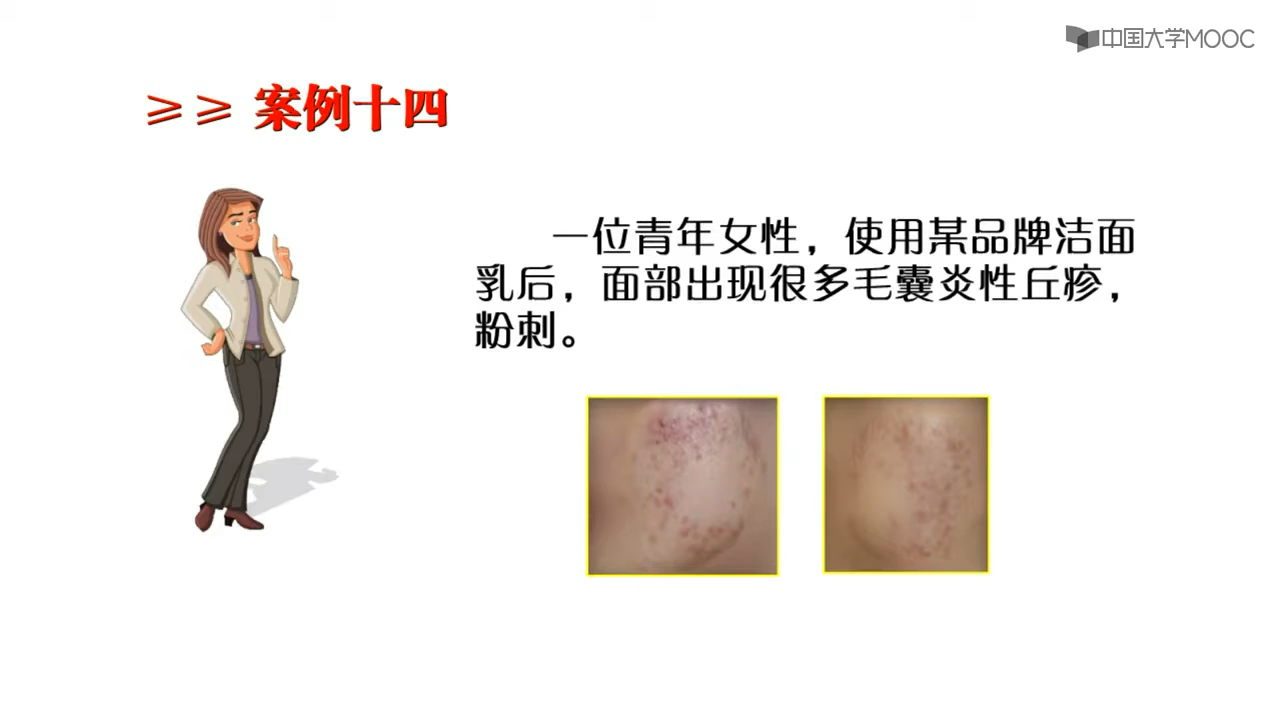 中国大学MOOC
≥≥ 案例十四
一位青年女性，使用某品牌洁面
乳后，面部出现很多毛囊炎性丘疹，
粉刺。